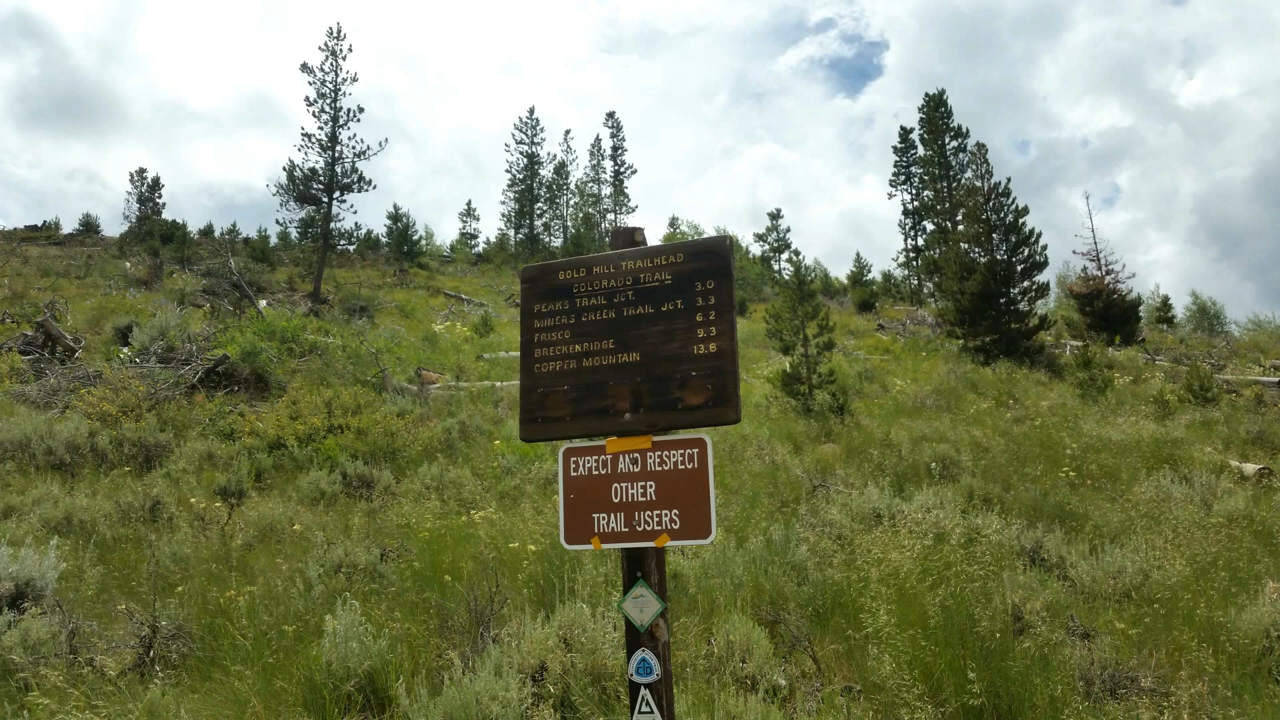 GOLD HILL TRAILHEAD
COLORADO TRAIL
PEAKS TRAIL JCT. 3.0
MINERS CREEK TRAIL JCT. 3.3
FRISCO 6.2
BRECKENRIDGE 9.3
COPPER MOUNTAIN 13.8
EXPECT AND RESPECT
OTHER
TRAIL USERS